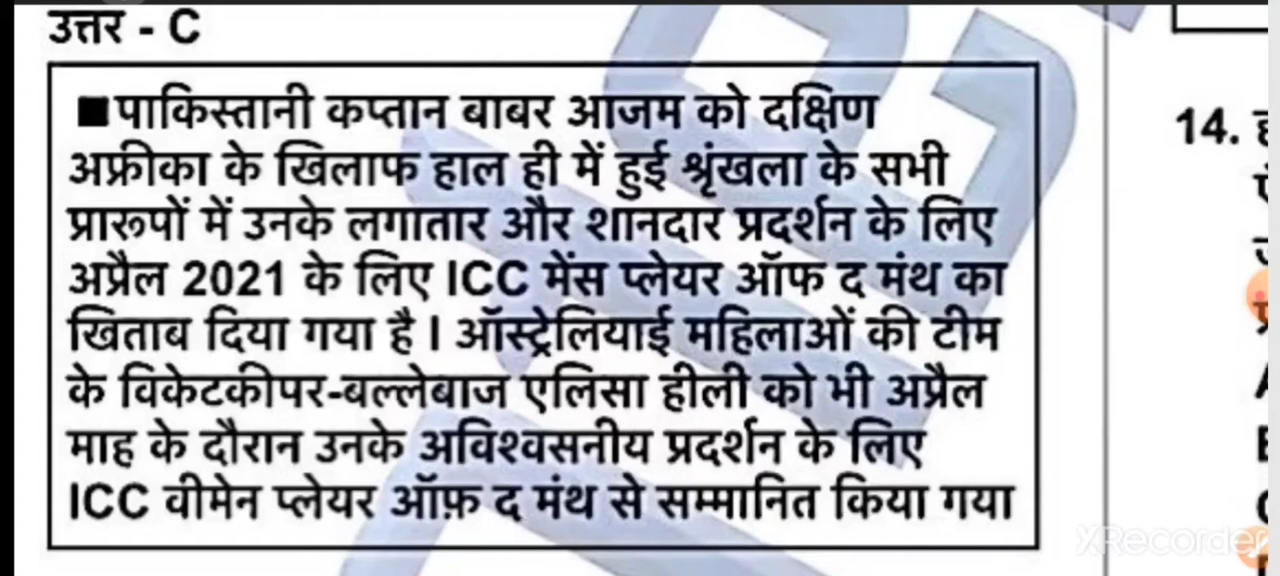 उत्तर - C
■पाकिस्तानी कप्तान बाबर आजम को दक्षिण
अफ्रीका के खिलाफ हाल ही में हुई श्रृंखला के सभी
प्रारूपों में उनके लगातार और शानदार प्रदर्शन के लिए
अप्रैल 2021 के लिए ICC मेंस प्लेयर ऑफ द मंथ का
खिताब दिया गया है । ऑस्ट्रेलियाई महिलाओं की टीम
के विकेटकीपर-बल्लेबाज एलिसा हीली को भी अप्रैल
माह के दौरान उनके अविश्वसनीय प्रदर्शन के लिए
ICC वीमेन प्लेयर ऑफ़ द मंथ से सम्मानित किया गया
14.
XRecorder